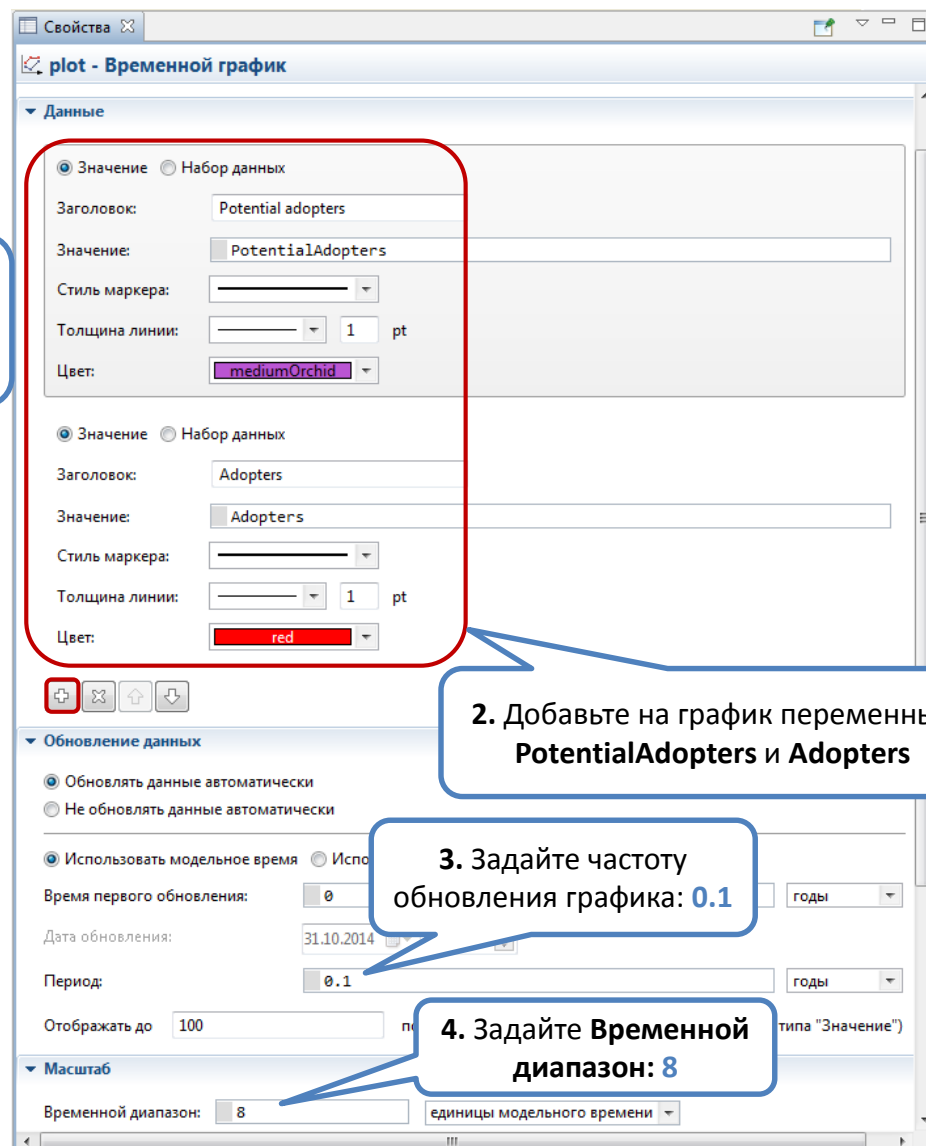 Свойства
plot - Временной график
Данные
Значение Набор данных
Заголовок: Potential adopters
Значение: PotentialAdopters
Стиль маркера:
Толщина линии: 1 pt
Цвет: mediumOrchid
Значение Набор данных
Заголовок: Adopters
Значение: Adopters
Стиль маркера:
Толщина линии: 1 pt
Цвет: red
2. Добавьте на график переменны
PotentialAdopters и Adopters
Обновление данных
Обновлять данные автоматически
Не обновлять данные автоматически
Использовать модельное время Испо
3. Задайте частоту
обновления графика: 0.1
Время первого обновления: 0 годы
Дата обновления: 31.10.2014
Период: 0.1 годы
Отображать до 100 типа "Значение")
4. Задайте Временной
диапазон: 8
Масштаб
Временной диапазон: 8 единицы модельного времени